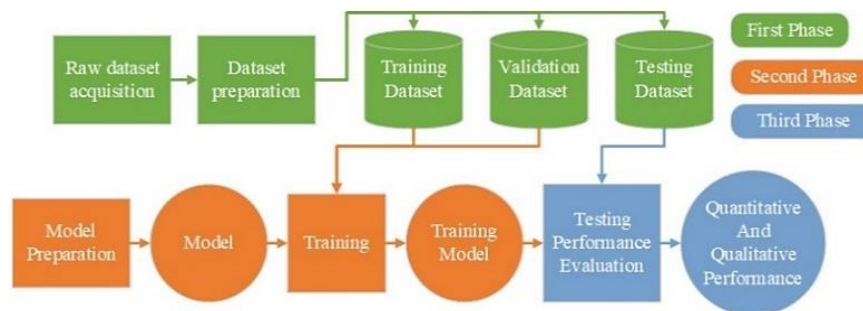 First Phase
Raw dataset
acquisition
Dataset
preparation
Training
Dataset
Validation
Dataset
Testing
Dataset
Second Phase
Third Phase
Model
Preparation
Model
Training
Training
Model
Testing
Performance
Evaluation
Quantitative
And
Qualitative
Performance